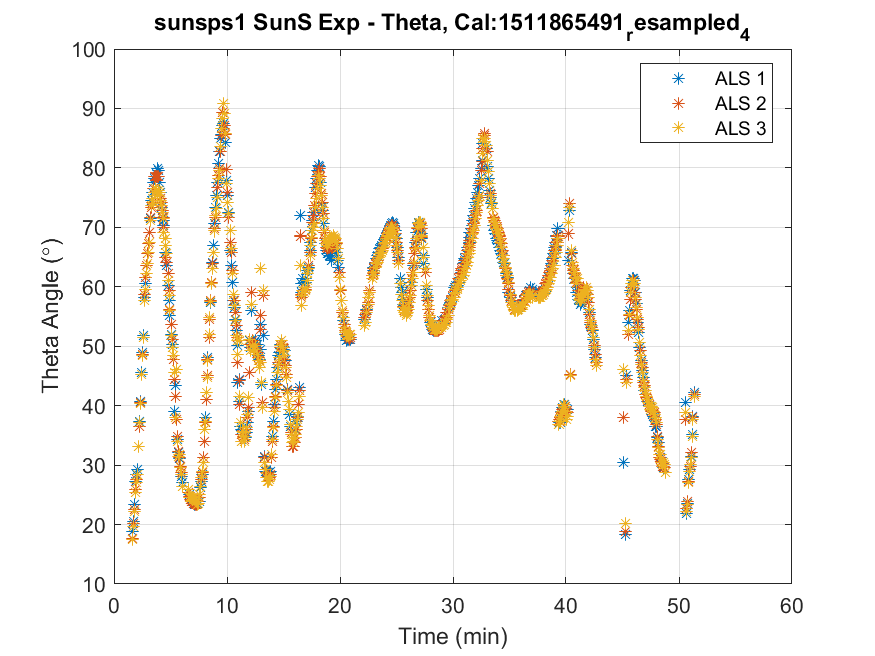 sunsps1 SunS Exp - Theta, Cal:1511865491_resampled_4
ALS 1
ALS 2
ALS 3
100
90
80
70
60
50
40
30
20
10
Theta Angle (°)
0 10 20 30 40 50 60
Time (min)